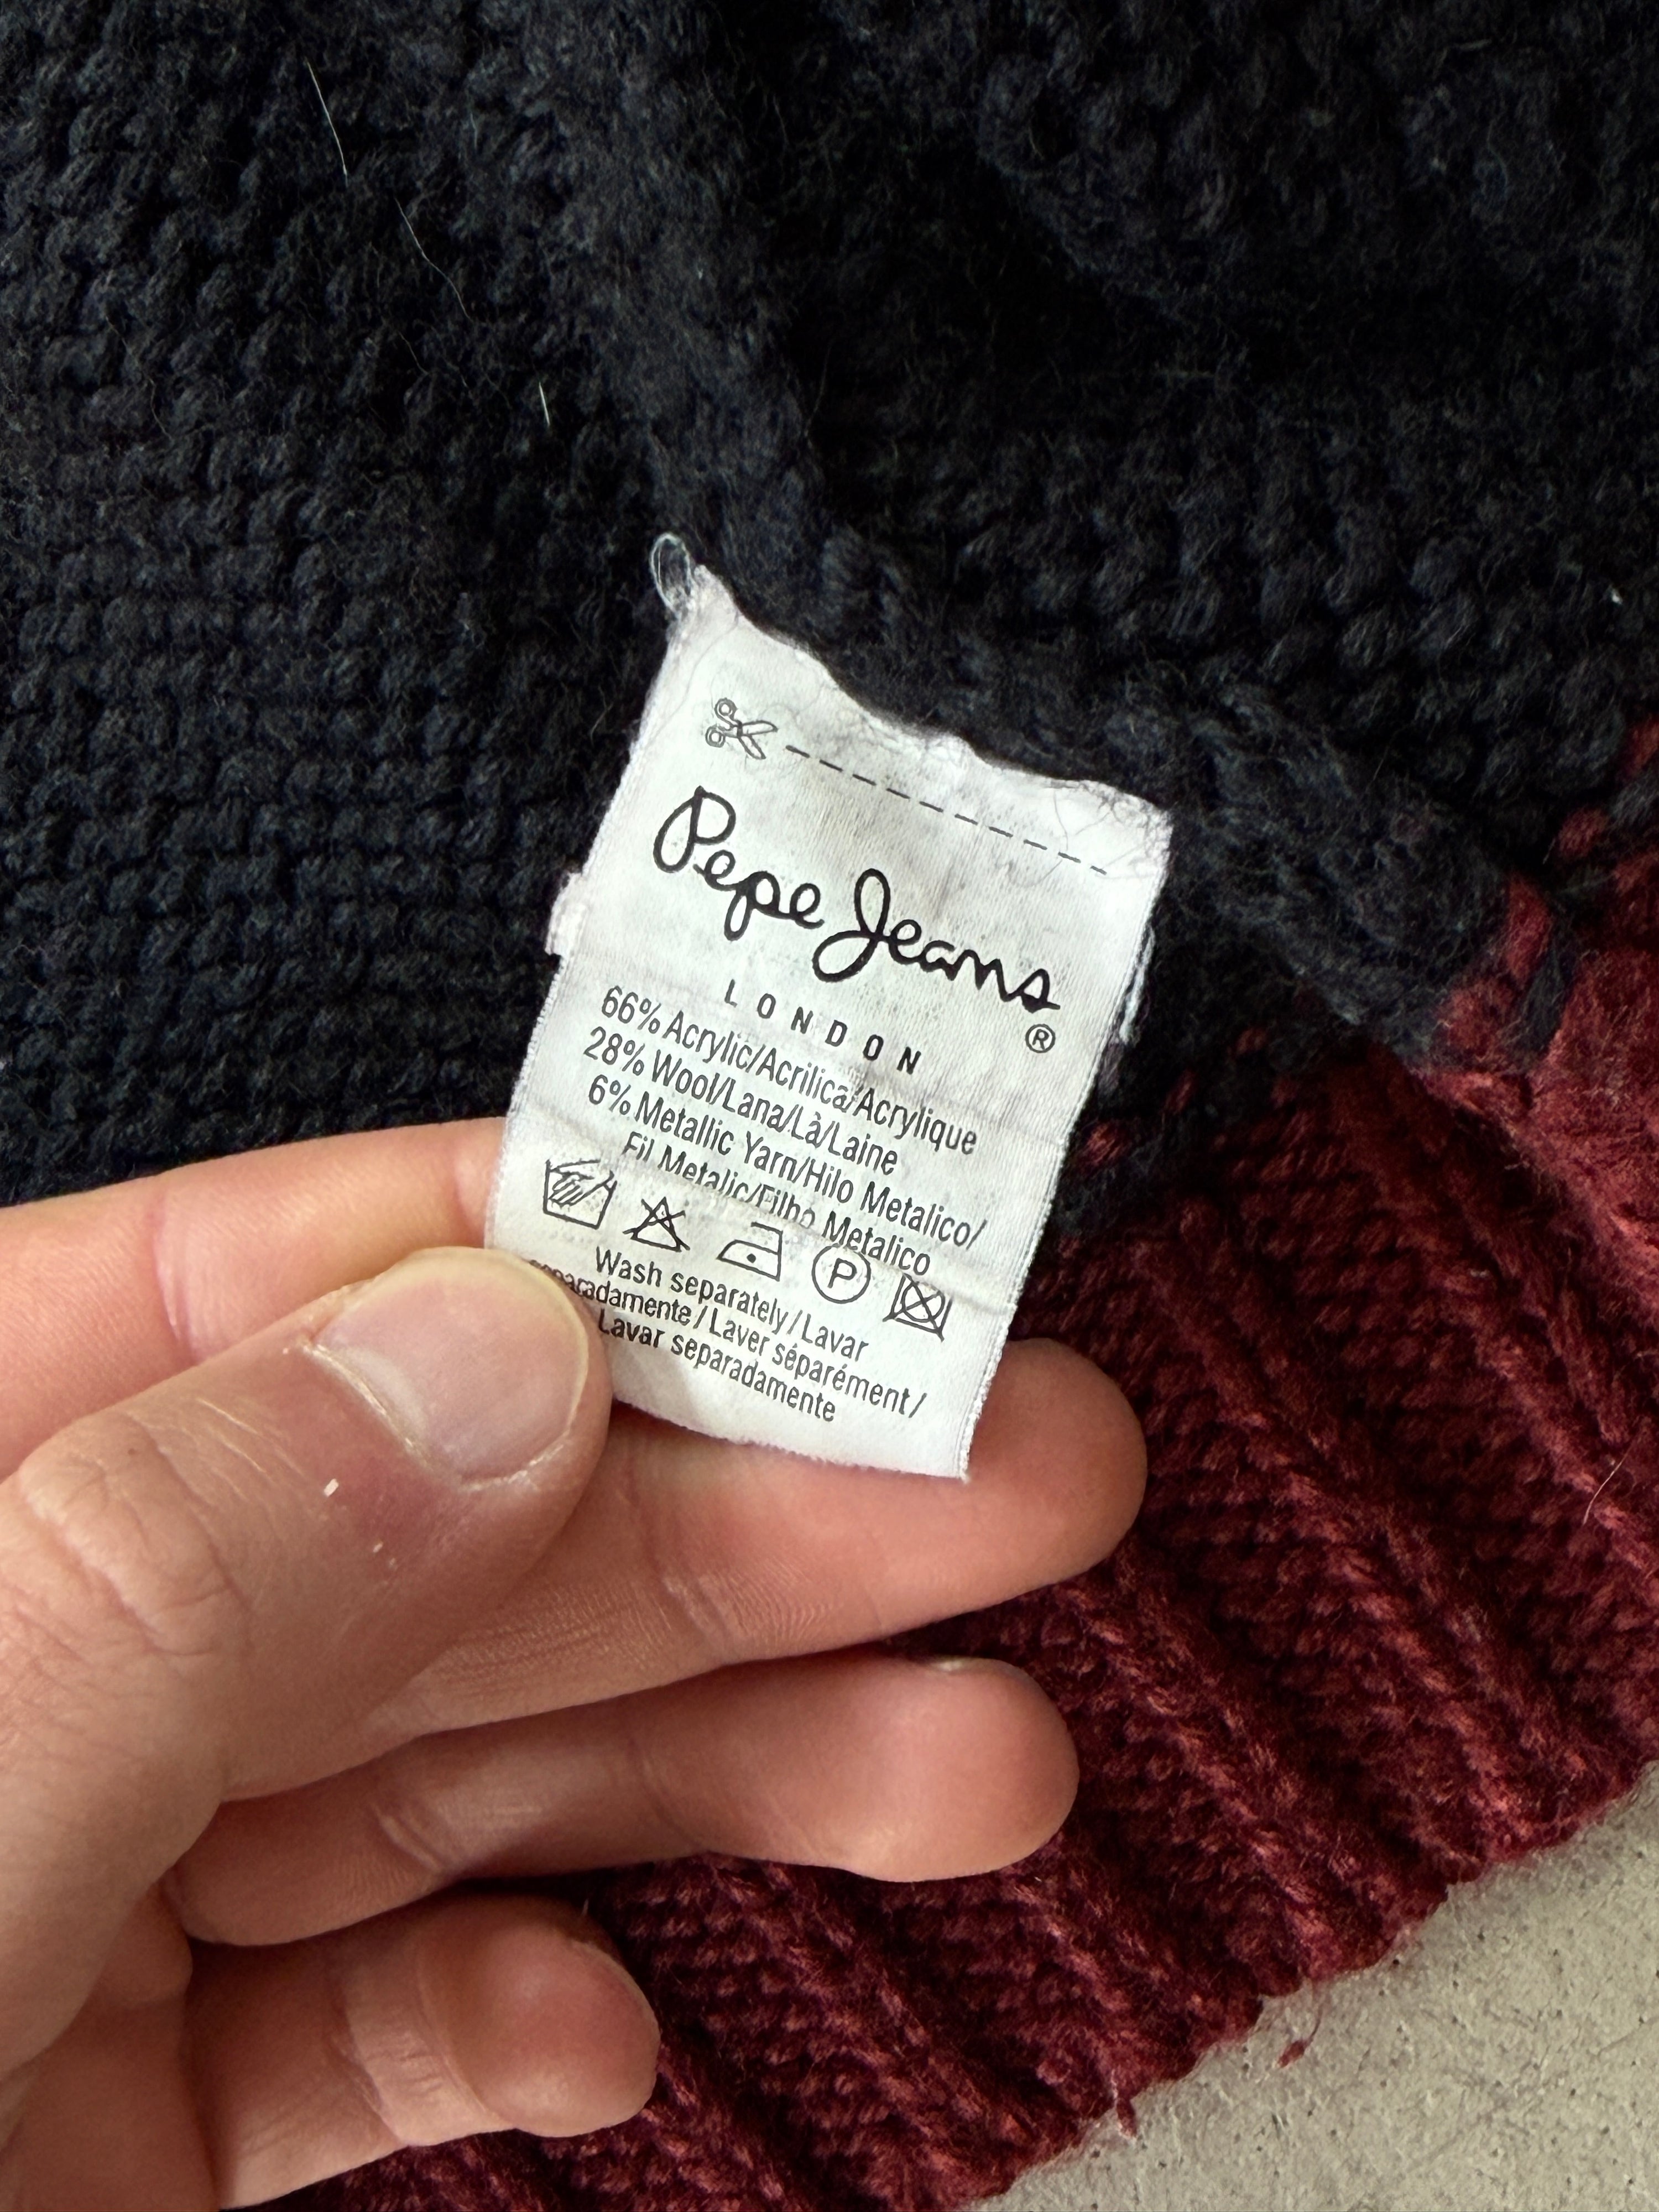 Pepe Jeans
LONDON ®
66% Acrylic/Acrilica/Acrylique
28% Wool/Lana/Là/Laine
6% Metallic Yarn/Hilo Metalico/
Fil Metalic/Filho Metalico
P
Wash separately/Lavar
separadamente/Laver séparément/
Lavar separadamente